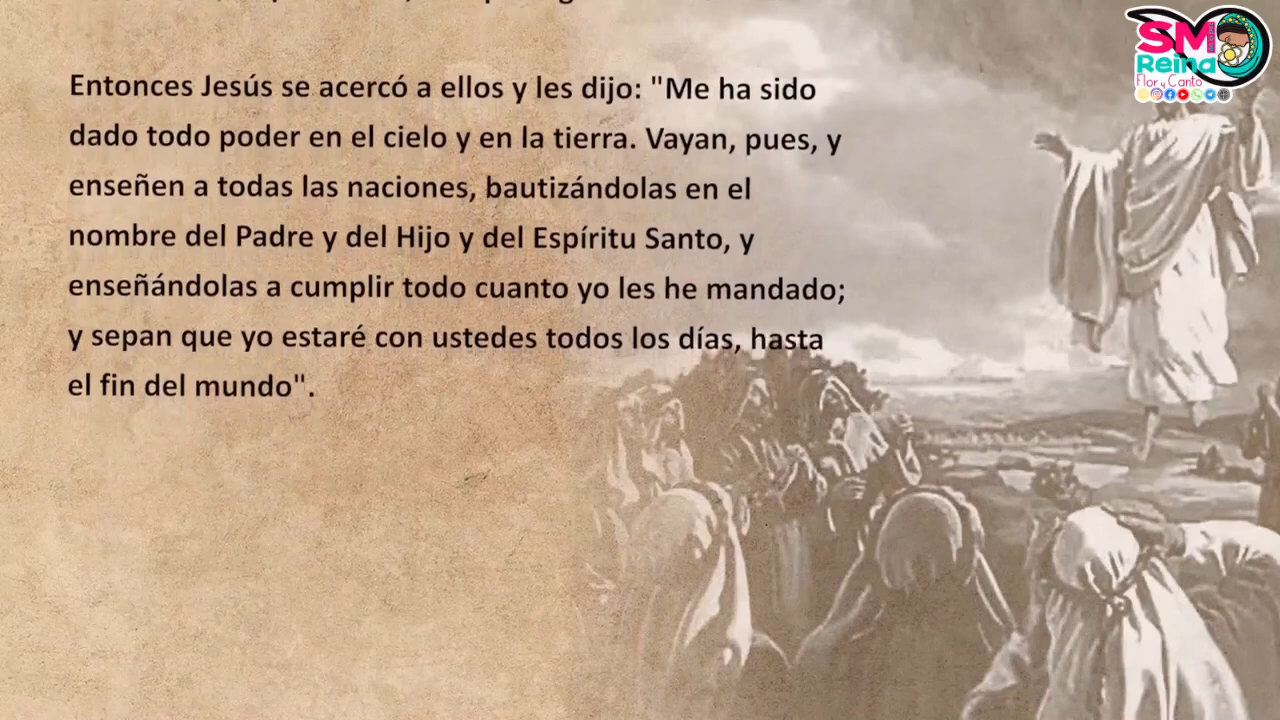 Entonces Jesús se acercó a ellos y les dijo: "Me ha sido
dado todo poder en el cielo y en la tierra. Vayan, pues, y
enseñen a todas las naciones, bautizándolas en el
nombre del Padre y del Hijo y del Espíritu Santo, y
enseñándolas a cumplir todo cuanto yo les he mandado;
y sepan que yo estaré con ustedes todos los días, hasta
el fin del mundo".
SM
Reina
Flor y Canto